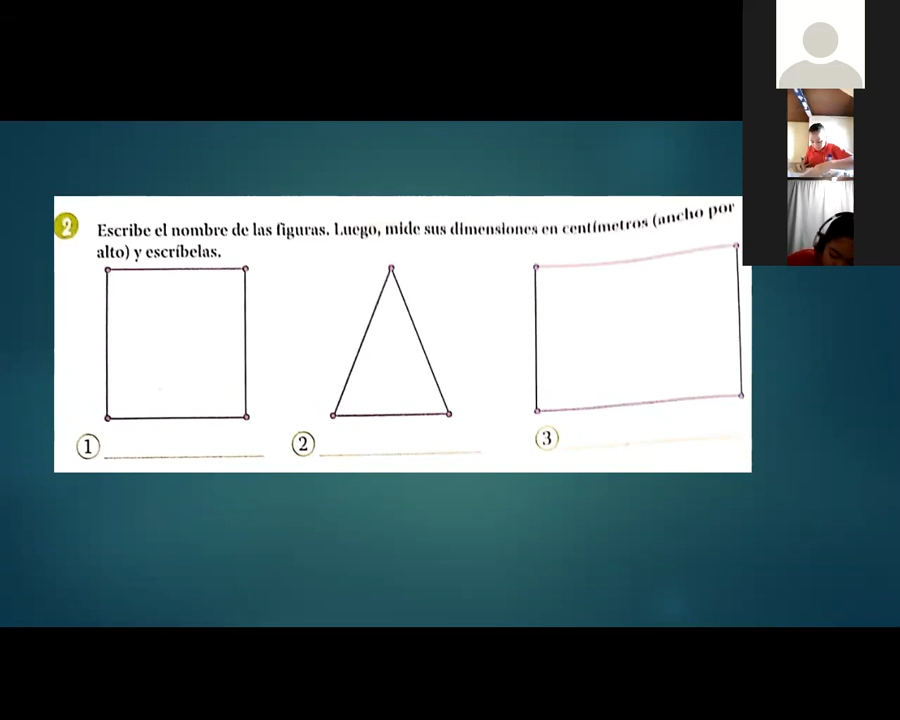 2 Escribe el nombre de las figuras. Luego, mide sus dimensiones en centímetros (ancho por
alto) y escríbelas.
1
2
3